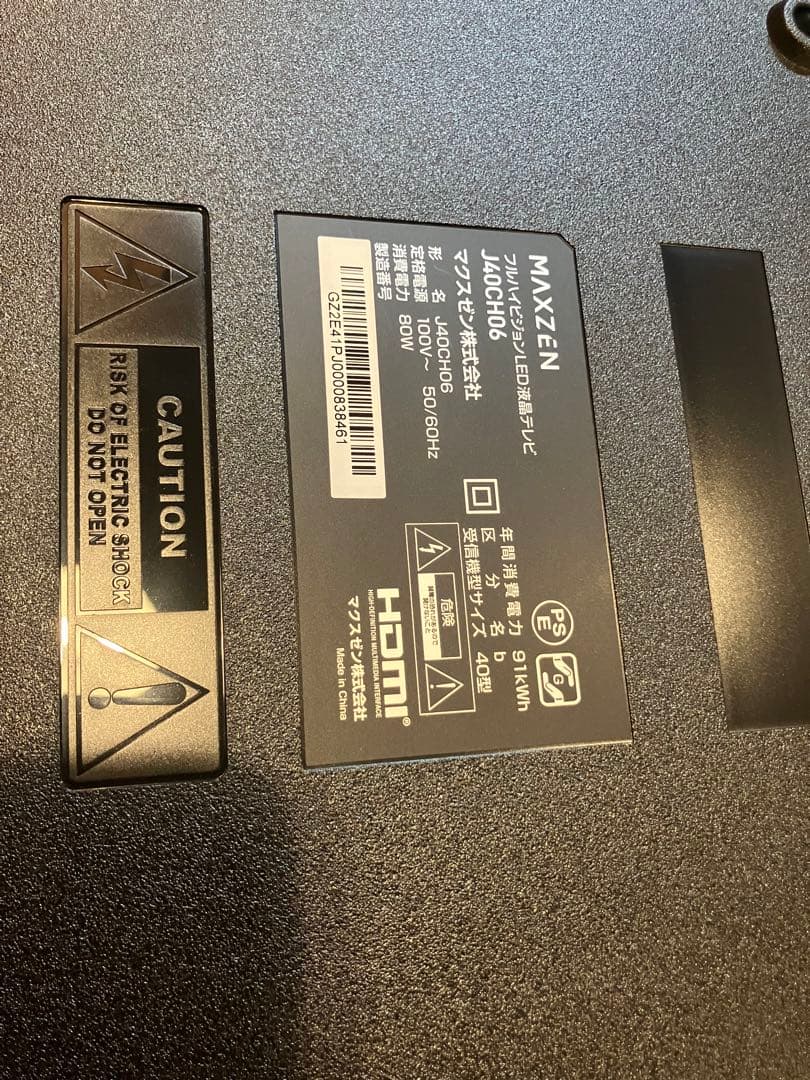 MAXZEN
フルハイビジョンLED液晶テレビ
J40CH06
マクスゼン株式会社
形 名 J40CH06
定格電源 100V～ 50/60Hz
消費電力 80W
製造番号
GZ2E41PJ0000838461
PS
E
G
年間消費電力 91kWh
区分名 b
受信機型サイズ 40型
危険
HDMI®
HIGH-DEFINITION MULTIMEDIA INTERFACE
マクスゼン株式会社
Made in China
CAUTION
RISK OF ELECTRIC SHOCK
DO NOT OPEN